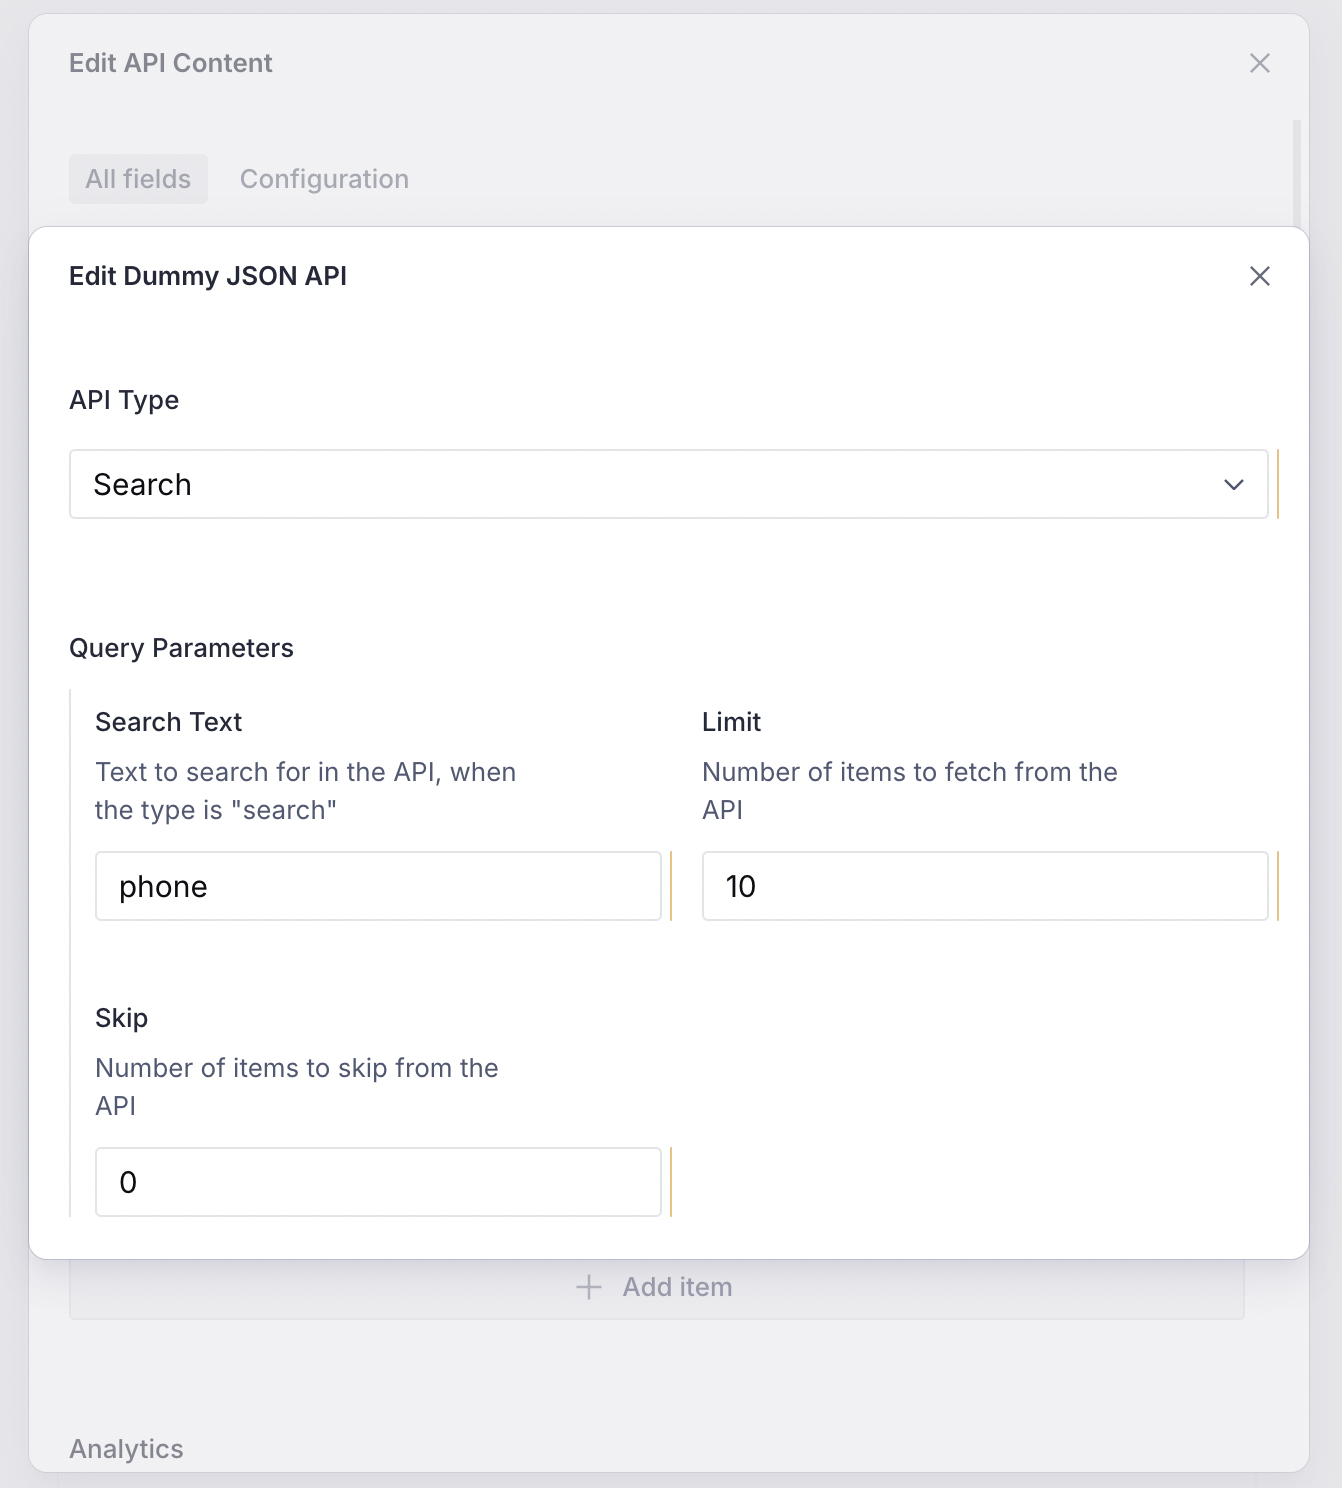 Edit API Content
All fields
Configuration
Edit Dummy JSON API
API Type
Search
Query Parameters
Search Text
Text to search for in the API, when
the type is "search"
phone
Limit
Number of items to fetch from the
API
10
Skip
Number of items to skip from the
API
0
Add item
Analytics